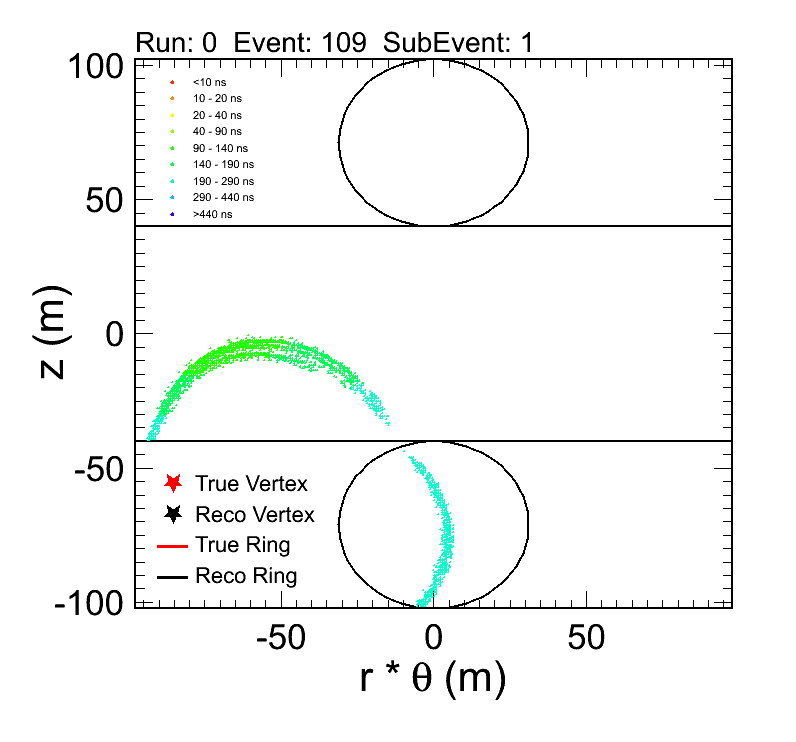 Run: 0  Event: 109  SubEvent: 1
100
<10 ns
10 - 20 ns
20 - 40 ns
40 - 90 ns
90 - 140 ns
140 - 190 ns
190 - 290 ns
290 - 440 ns
>440 ns
50
0
z (m)
-50
True Vertex
Reco Vertex
True Ring
Reco Ring
-100
-50
0
50
r * θ (m)